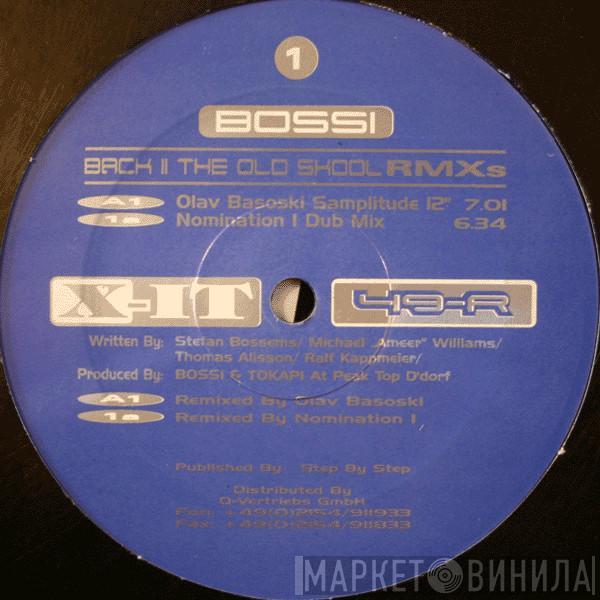 1
BOSSI
BACK II THE OLD SKOOL RMXs
A1 Olav Basoski Samplitude 12" 7.01
1a Nomination 1 Dub Mix 6.34
X-IT 49-R
Written By: Stefan Bossems/ Michael „Ameer" Williams/
Thomas Alisson/ Ralf Kappmeier/
Produced By: BOSSI & TOKAPI At Peak Top D'dorf
A1 Remixed By Olav Basoski
1a Remixed By Nomination 1
Published By Step By Step
Distributed By
Q-Vertriebs GmbH
Fon: +49(0)2154/911933
Fax: +49(0)2154/911833
МАРКЕТ ВИНИЛА